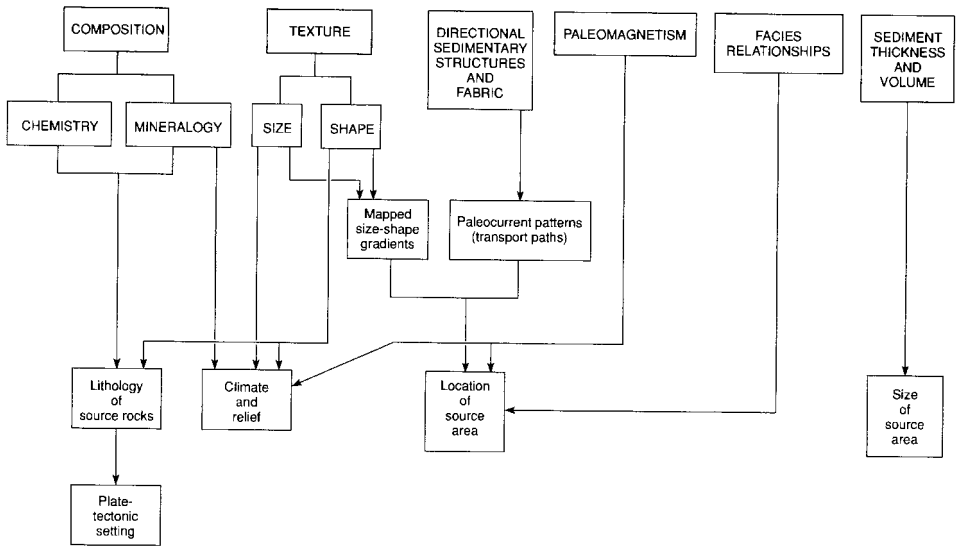 COMPOSITION
TEXTURE
DIRECTIONAL
SEDIMENTARY
STRUCTURES
AND
FABRIC
PALEOMAGNETISM
FACIES
RELATIONSHIPS
SEDIMENT
THICKNESS
AND
VOLUME
CHEMISTRY
MINERALOGY
SIZE
SHAPE
Mapped
size-shape
gradients
Paleocurrent patterns
(transport paths)
Lithology
of
source rocks
Climate
and
relief
Location
of
source
area
Size
of
source
area
Plate-
tectonic
setting